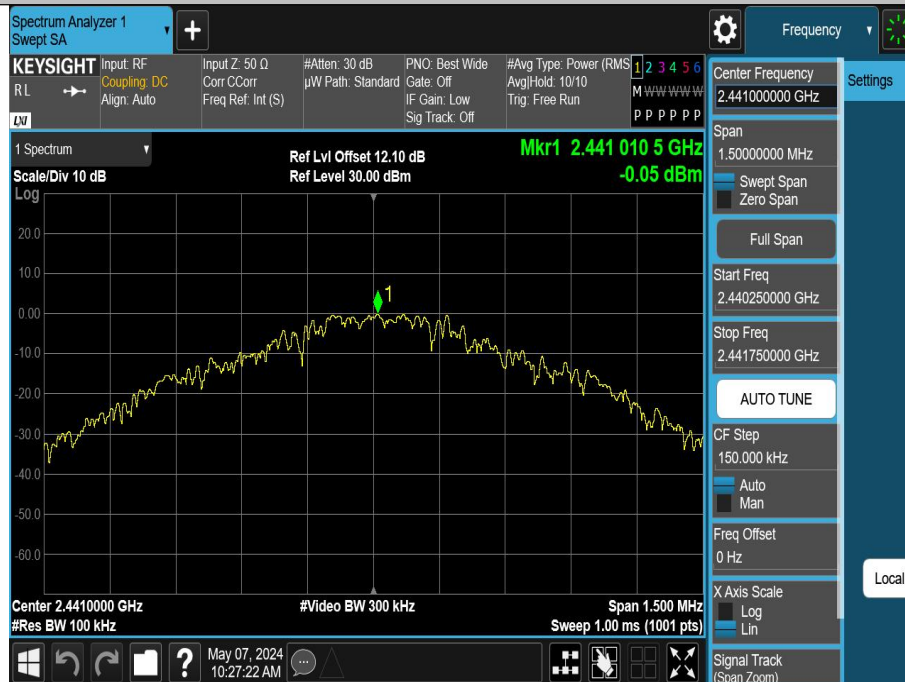 Spectrum Analyzer 1
Swept SA
Frequency
KEYSIGHT
RL
LXI
Input: RF
Coupling: DC
Align: Auto
Input Z: 50 Ω
Corr CCorr
Freq Ref: Int (S)
#Atten: 30 dB
µW Path: Standard
PNO: Best Wide
Gate: Off
IF Gain: Low
Sig Track: Off
#Avg Type: Power (RMS
Avg|Hold: 10/10
Trig: Free Run
1 2 3 4 5 6
M W W W W W
P P P P P P
1 Spectrum
Scale/Div 10 dB
Log
Ref Lvl Offset 12.10 dB
Ref Level 30.00 dBm
Mkr1 2.441 010 5 GHz
-0.05 dBm
20.0
10.0
0.00
-10.0
-20.0
-30.0
-40.0
-50.0
-60.0
1
Center 2.4410000 GHz
#Res BW 100 kHz
#Video BW 300 kHz
Span 1.500 MHz
Sweep 1.00 ms (1001 pts)
?
May 07, 2024
10:27:22 AM
Center Frequency
2.441000000 GHz
Span
1.50000000 MHz
Swept Span
Zero Span
Full Span
Start Freq
2.440250000 GHz
Stop Freq
2.441750000 GHz
AUTO TUNE
CF Step
150.000 kHz
Auto
Man
Freq Offset
0 Hz
X Axis Scale
Log
Lin
Signal Track
(Span Zoom)
Settings
Local